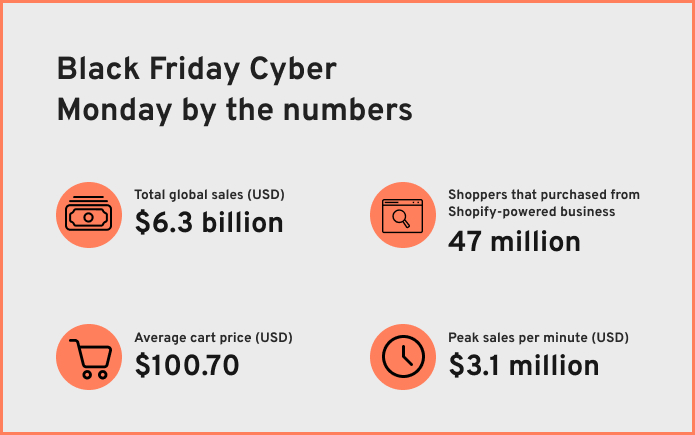 Black Friday Cyber
Monday by the numbers
Total global sales (USD)
$6.3 billion
Shoppers that purchased from
Shopify-powered business
47 million
Average cart price (USD)
$100.70
Peak sales per minute (USD)
$3.1 million